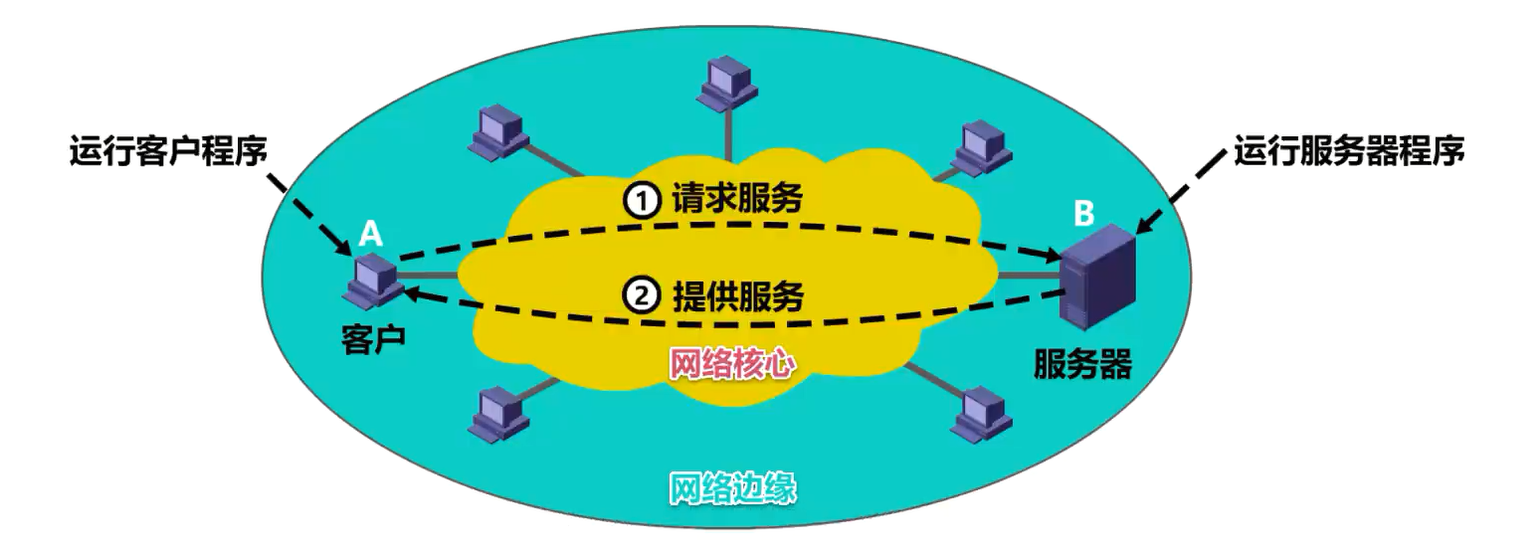 运行客户程序
运行服务器程序
① 请求服务
A
B
② 提供服务
客户
服务器
网络核心
网络边缘